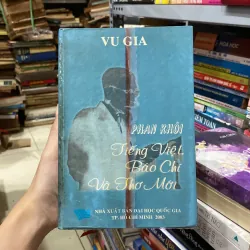 VU GIA
PHAN KHÔI
Tiếng Việt,
Báo Chí
Và Thơ Mới
NHÀ XUẤT BẢN ĐẠI HỌC QUỐC GIA
TP. HỒ CHÍ MINH 2003